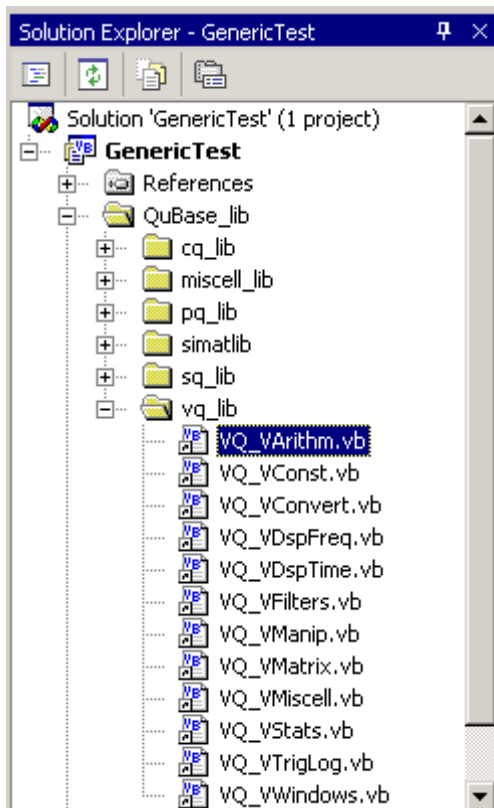 Solution Explorer - GenericTest
Solution 'GenericTest' (1 project)
GenericTest
References
QuBase_lib
cq_lib
miscell_lib
pq_lib
simatlib
sq_lib
vq_lib
VQ_VArithm.vb
VQ_VConst.vb
VQ_VConvert.vb
VQ_VDspFreq.vb
VQ_VDspTime.vb
VQ_VFilters.vb
VQ_VManip.vb
VQ_VMatrix.vb
VQ_VMiscell.vb
VQ_VStats.vb
VQ_VTrigLog.vb
VQ_VWindows.vb